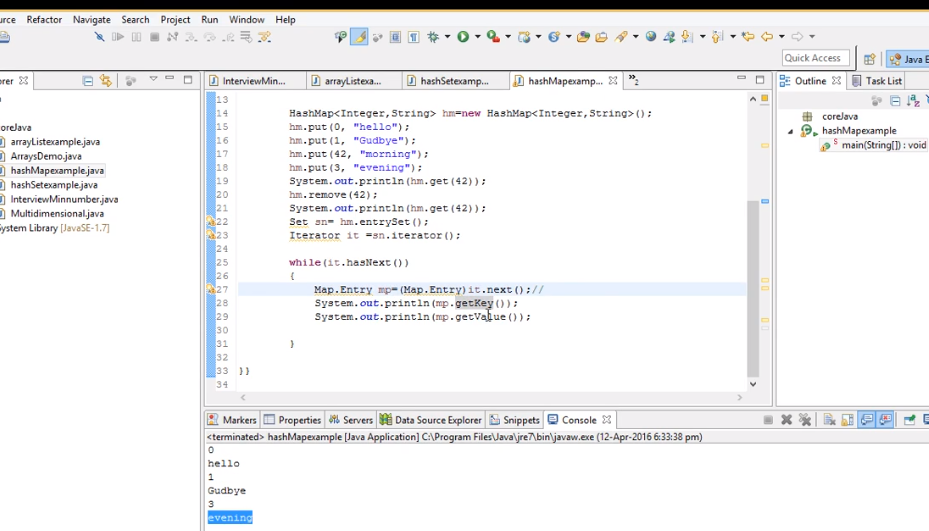 urce Refactor Navigate Search Project Run Window Help
Quick Access
Java E
orer
InterviewMin...
arrayListexa...
hashSetexamp...
hashMapexamp...
"2
Outline
Task List
oreJava
arrayListexample.java
ArraysDemo.java
hashMapexample.java
hashSetexample.java
InterviewMinnumber.java
Multidimensional.java
System Library [JavaSE-1.7]
13
14 HashMap<Integer,String> hm=new HashMap<Integer,String>();
15 hm.put(0, "hello");
16 hm.put(1, "Gudbye");
17 hm.put(42, "morning");
18 hm.put(3, "evening");
19 System.out.println(hm.get(42));
20 hm.remove(42);
21 System.out.println(hm.get(42));
22 Set sn= hm.entrySet();
23 Iterator it =sn.iterator();
24
25 while(it.hasNext())
26 {
27 Map.Entry mp=(Map.Entry)it.next();//
28 System.out.println(mp.getKey());
29 System.out.println(mp.getValue());
30
31 }
32
33 }}
34
coreJava
hashMapexample
S main(String[]) : void
Markers Properties Servers Data Source Explorer Snippets Console
<terminated> hashMapexample [Java Application] C:\Program Files\Java\jre7\bin\javaw.exe (12-Apr-2016 6:33:38 pm)
0
hello
1
Gudbye
3
evening